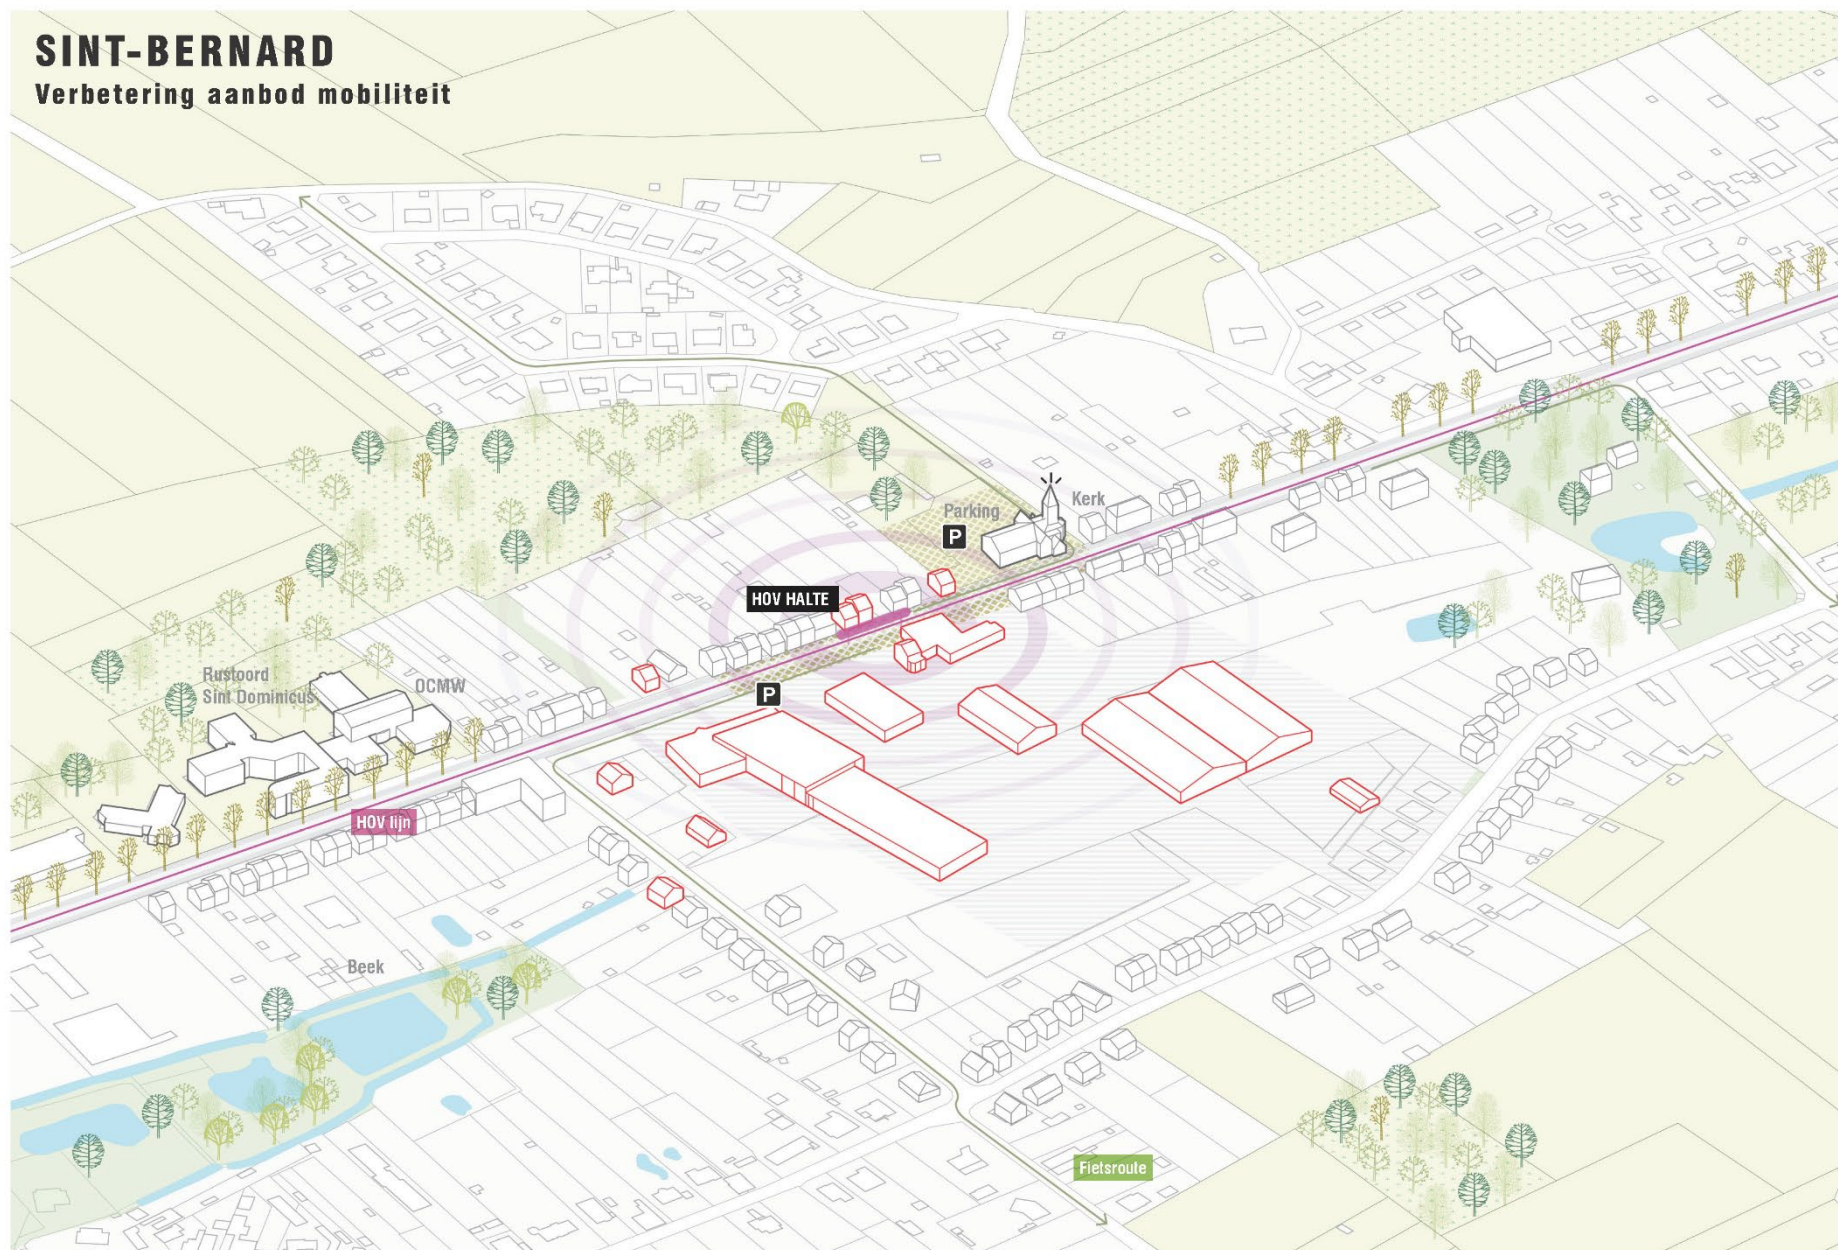 SINT-BERNARD
Verbetering aanbod mobiliteit
Kerk
Parking
P
HOV HALTE
Rustoord
Sint Dominicus
OCMW
P
HOV lijn
Beek
Fietsroute